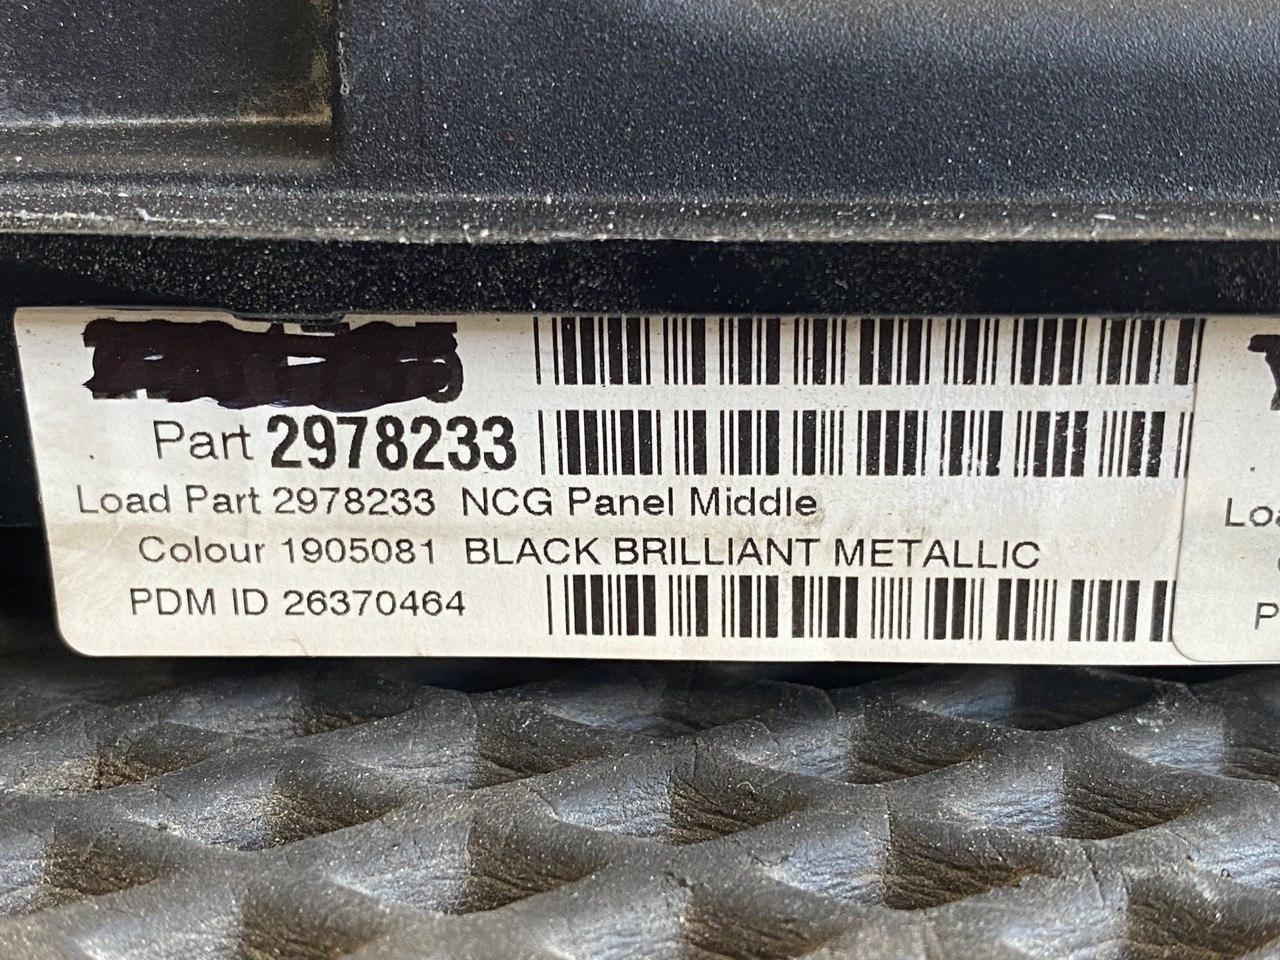 Part 2978233
Load Part 2978233 NCG Panel Middle
Colour 1905081 BLACK BRILLIANT METALLIC
PDM ID 26370464